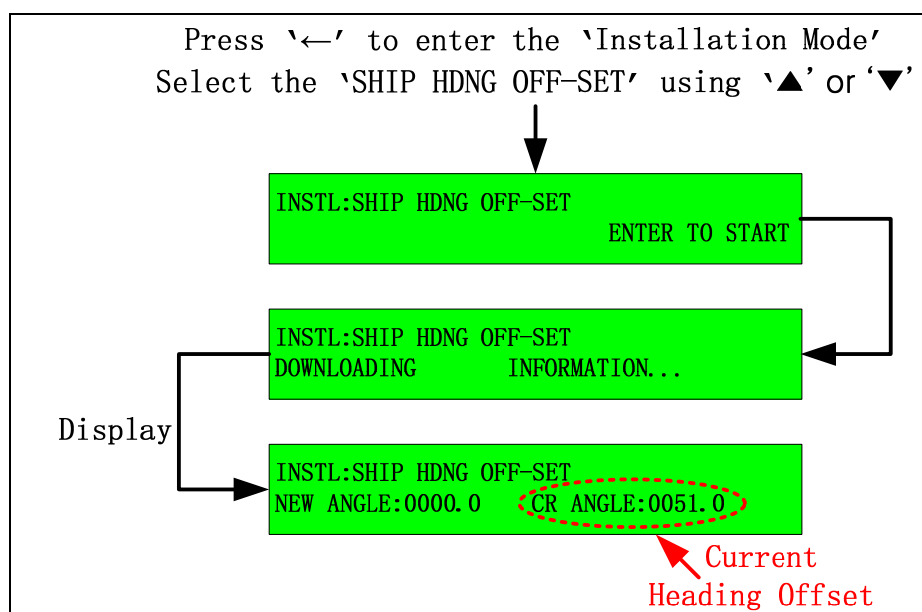 Press ‵←′ to enter the ‵Installation Mode′
Select the ‵SHIP HDNG OFF-SET′ using ‵▲’ or ‘▼’
INSTL:SHIP HDNG OFF-SET
ENTER TO START
INSTL:SHIP HDNG OFF-SET
DOWNLOADING INFORMATION...
Display
INSTL:SHIP HDNG OFF-SET
NEW ANGLE:0000.0 CR ANGLE:0051.0
Current
Heading Offset